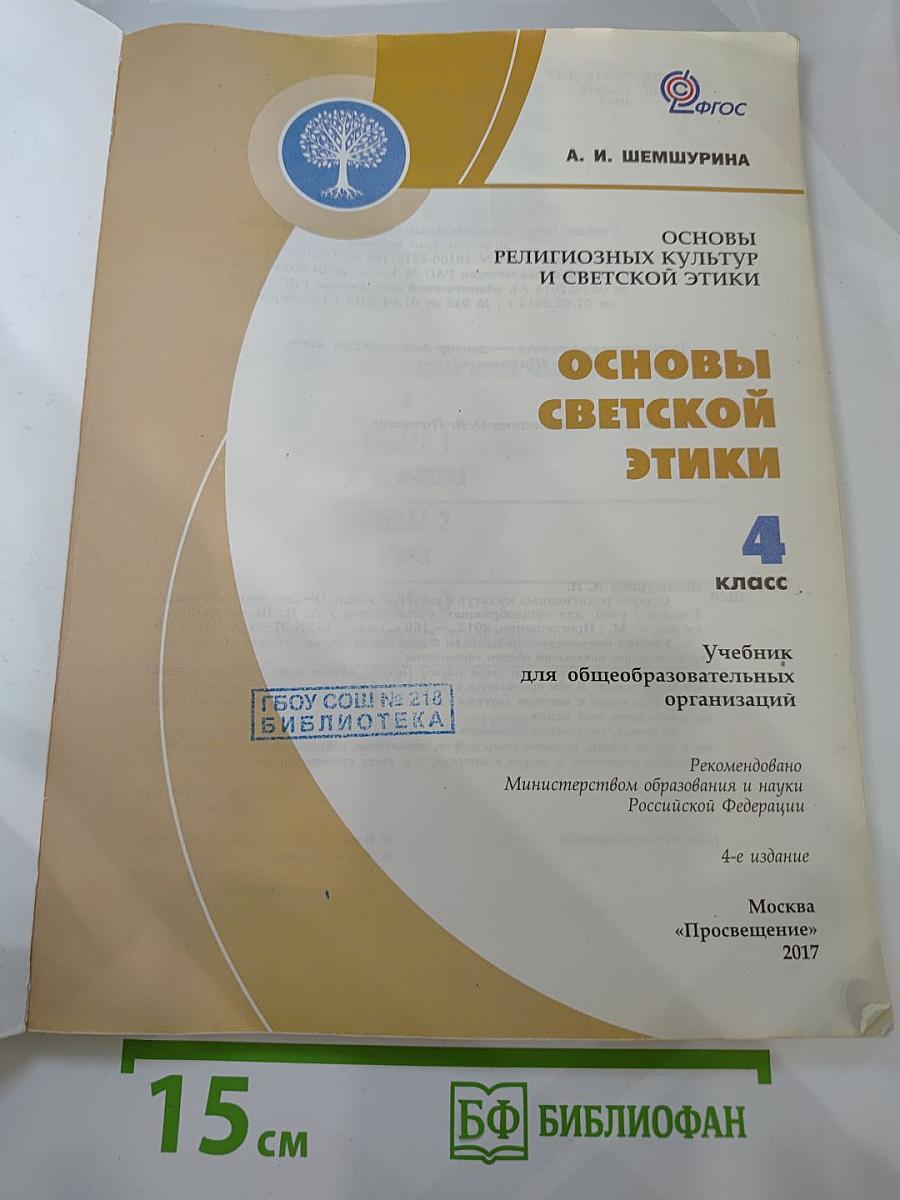 ФГОС
А. И. ШЕМШУРИНА
ОСНОВЫ
РЕЛИГИОЗНЫХ КУЛЬТУР
И СВЕТСКОЙ ЭТИКИ
ОСНОВЫ
СВЕТСКОЙ
ЭТИКИ
4
класс
Учебник
для общеобразовательных
организаций
ГБОУ СОШ № 218
БИБЛИОТЕКА
Рекомендовано
Министерством образования и науки
Российской Федерации
4-е издание
Москва
«Просвещение»
2017
15 см
БФ БИБЛИОФАН